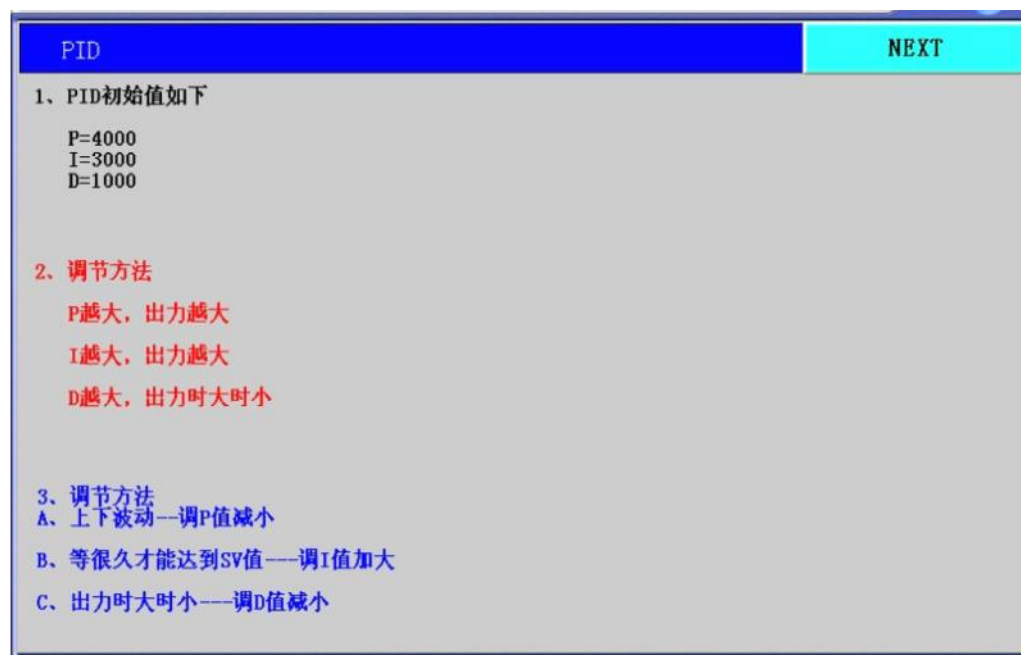 PID
NEXT
1、PID初始值如下
P=4000
I=3000
D=1000
2、调节方法
P越大，出力越大
I越大，出力越大
D越大，出力时大时小
3、调节方法
A、上下波动--调P值减小
B、等很久才能达到SV值---调I值加大
C、出力时大时小---调D值减小